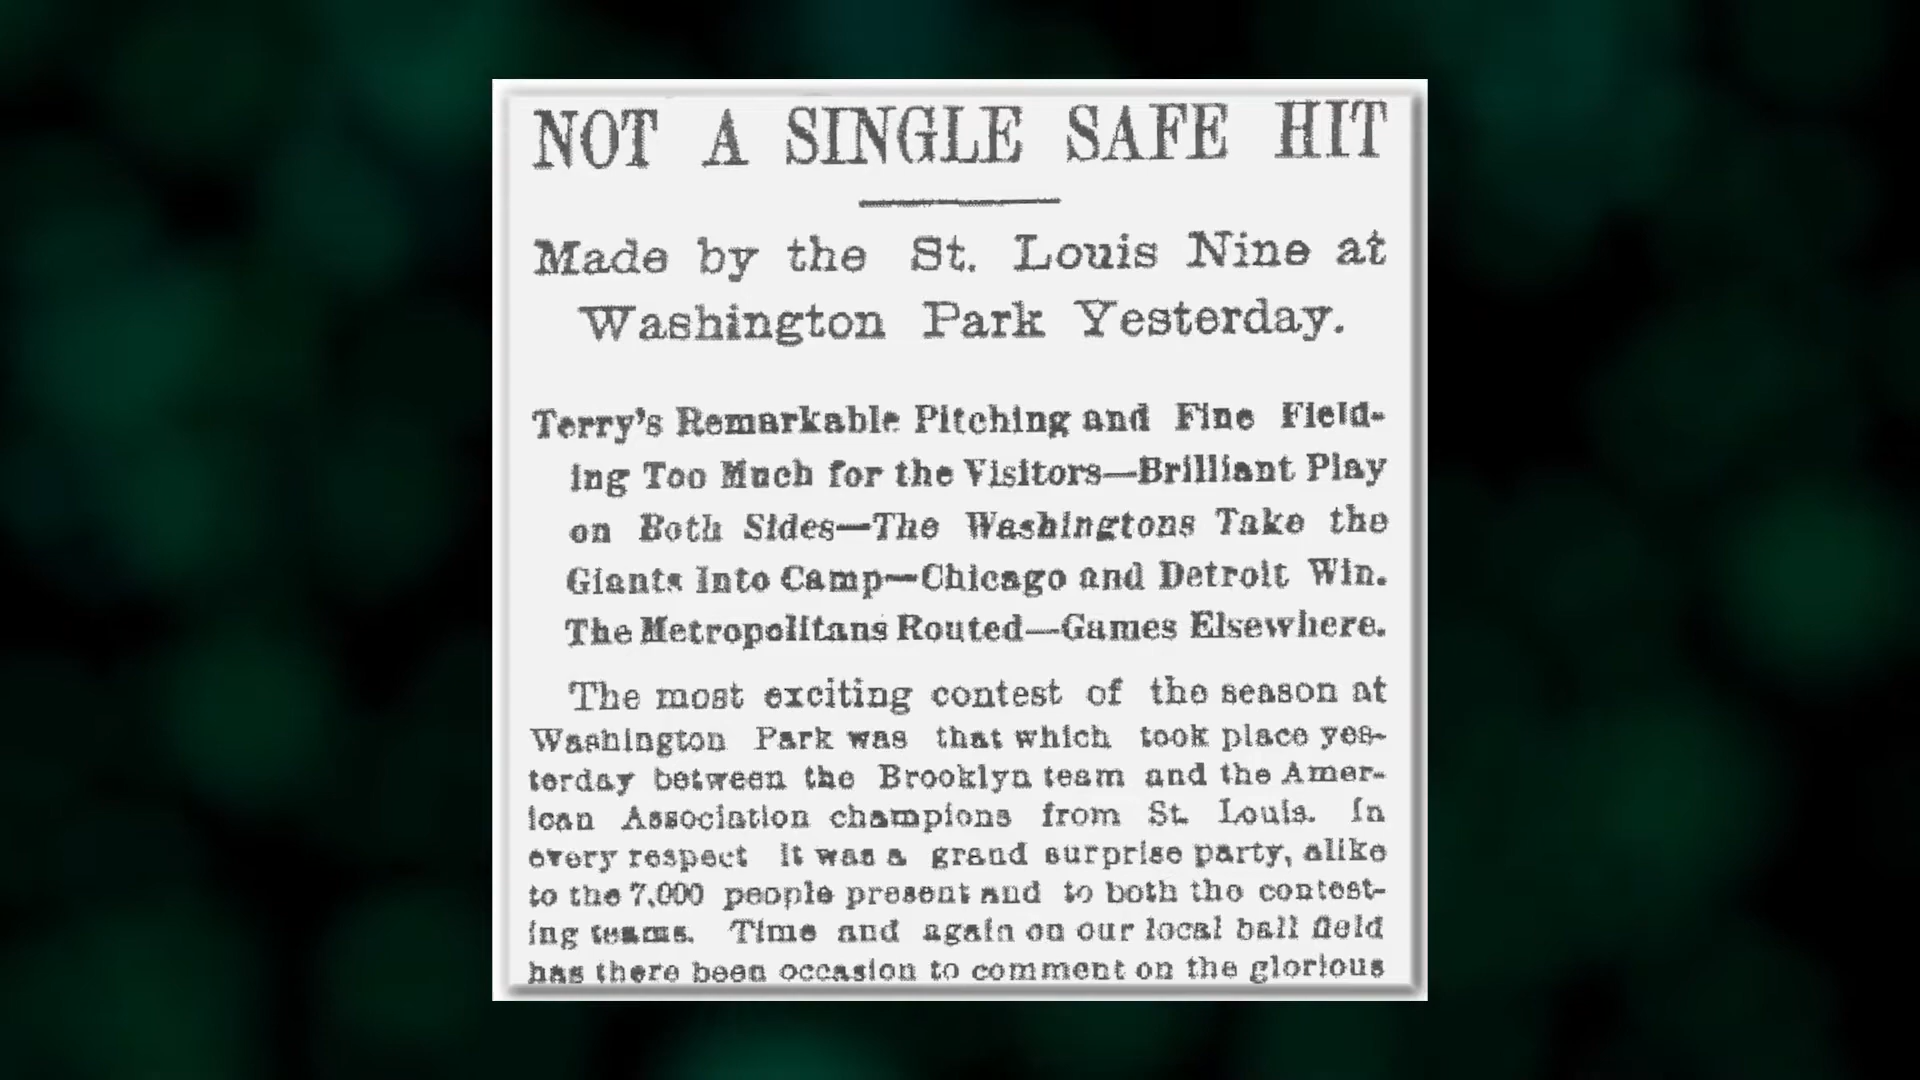 NOT A SINGLE SAFE HIT
Made by the St. Louis Nine at
Washington Park Yesterday.
Terry's Remarkable Pitching and Fine Field-
ing Too Much for the Visitors—Brilliant Play
on Both Sides—The Washingtons Take the
Giants Into Camp—Chicago and Detroit Win.
The Metropolitans Routed—Games Elsewhere.
The most exciting contest of the season at
Washington Park was that which took place yes-
terday between the Brooklyn team and the Amer-
ican Association champions from St. Louis. In
every respect it was a grand surprise party, alike
to the 7,000 people present and to both the contest-
ing teams. Time and again on our local ball field
has there been occasion to comment on the glorious